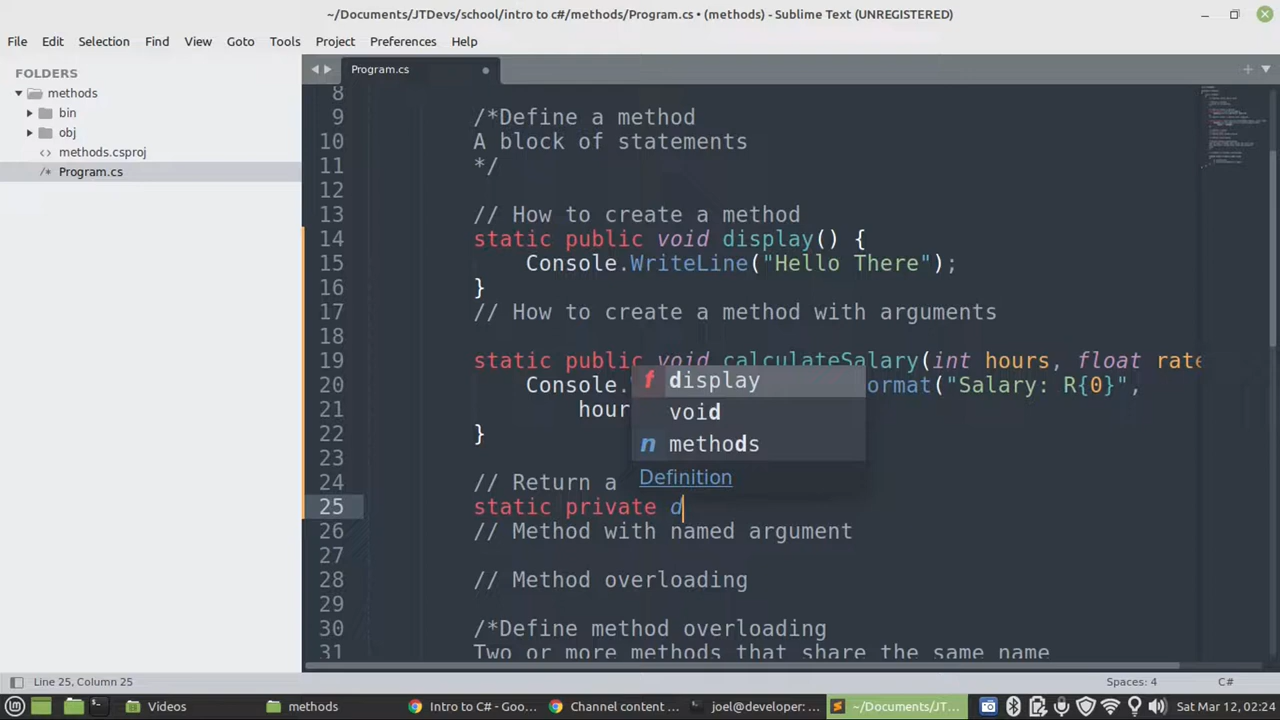 ~/Documents/JTDevs/school/intro to c#/methods/Program.cs • (methods) - Sublime Text (UNREGISTERED)
File Edit Selection Find View Goto Tools Project Preferences Help
FOLDERS
methods
bin
obj
<> methods.csproj
/* Program.cs
Program.cs
8
9 /*Define a method
10 A block of statements
11 */
12
13 // How to create a method
14 static public void display() {
15 Console.WriteLine("Hello There");
16 }
17 // How to create a method with arguments
18
19 static public void calculateSalary(int hours, float rate
20 Console. ormat("Salary: R{0}",
21 hour
22 }
23
24 // Return a
25 static private d
26 // Method with named argument
27
28 // Method overloading
29
30 /*Define method overloading
31 Two or more methods that share the same name
f display
void
n methods
Definition
Line 25, Column 25 Spaces: 4 C#
Videos methods Intro to C# - Googl... Channel content ... joel@developer: ... ~/Documents/JT... Sat Mar 12, 02:24